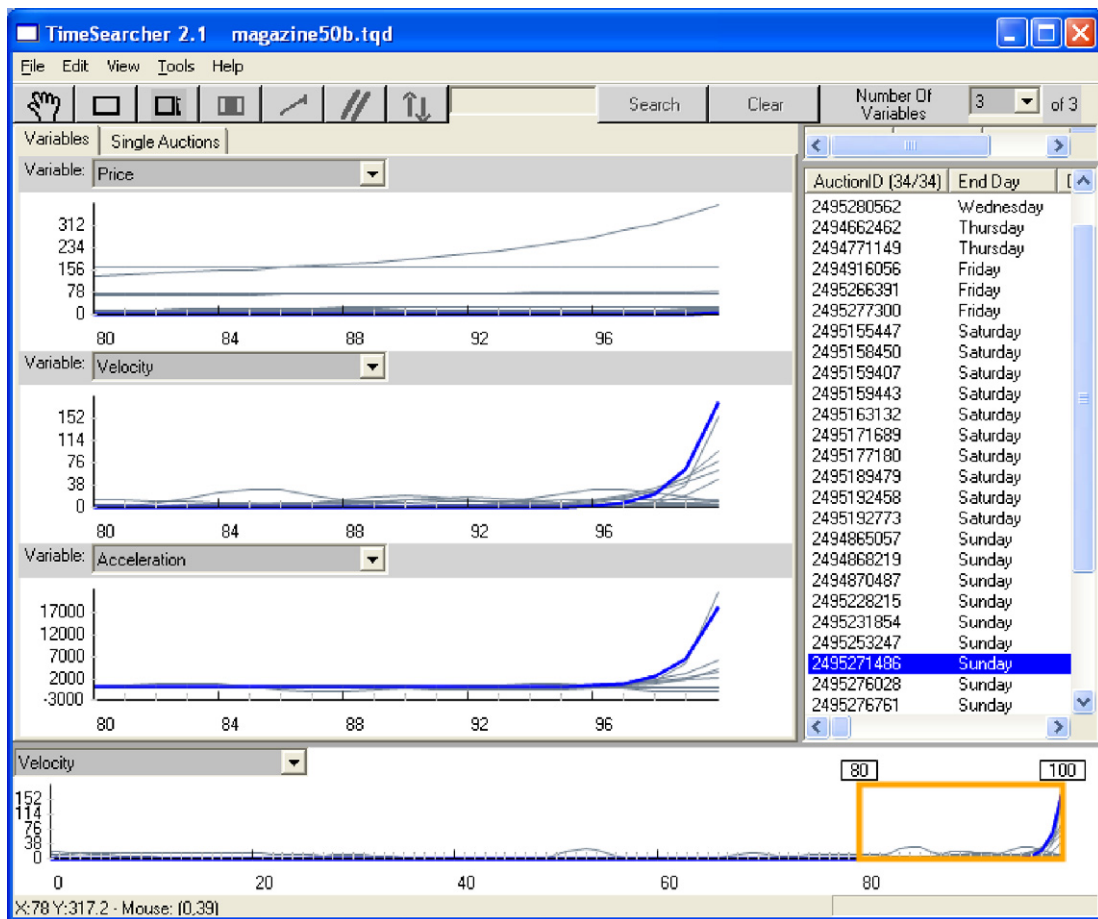 TimeSearcher 2.1 magazine50b.tqd
File Edit View Tools Help
Search Clear Number Of Variables 3 of 3
Variables Single Auctions
Variable: Price
312
234
156
78
0
80 84 88 92 96
Variable: Velocity
152
114
76
38
0
80 84 88 92 96
Variable: Acceleration
17000
12000
7000
2000
-3000
80 84 88 92 96
AuctionID (34/34) End Day
2495280562 Wednesday
2494662462 Thursday
2494771149 Thursday
2494916056 Friday
2495266391 Friday
2495277300 Friday
2495155447 Saturday
2495158450 Saturday
2495159407 Saturday
2495159443 Saturday
2495163132 Saturday
2495171689 Saturday
2495177180 Saturday
2495189479 Saturday
2495192458 Saturday
2495192773 Saturday
2494865057 Sunday
2494868219 Sunday
2494870487 Sunday
2495228215 Sunday
2495231854 Sunday
2495253247 Sunday
2495271486 Sunday
2495276028 Sunday
2495276761 Sunday
Velocity
80 100
152
114
76
38
0
0 20 40 60 80
X:78 Y:317.2 - Mouse: (0,39)